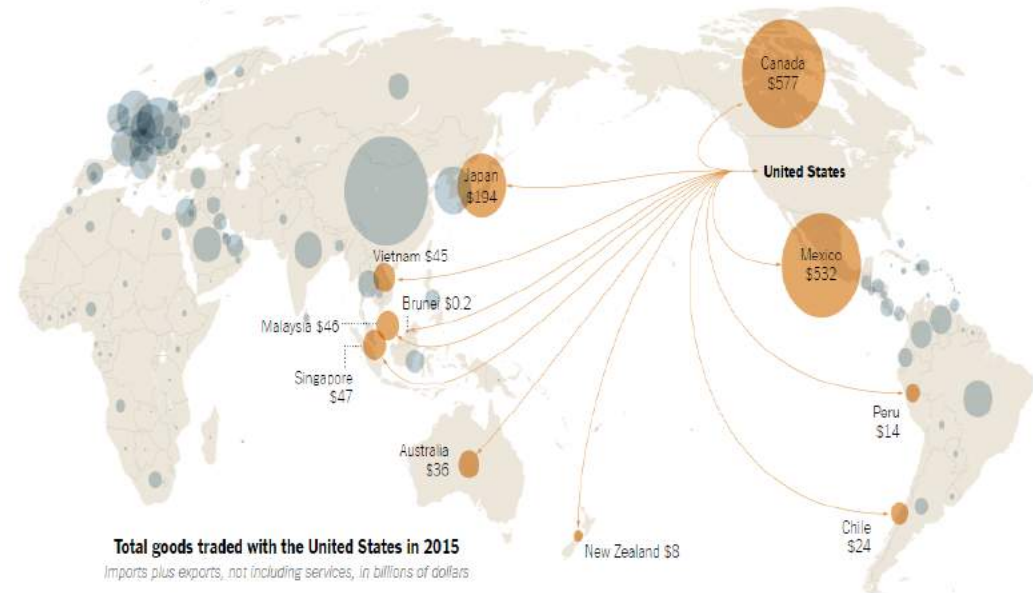 Canada
$577
Japan
$194
United States
Vietnam $45
Mexico
$532
Brunei $0.2
Malaysia $46
Singapore
$47
Peru
$14
Australia
$36
Chile
$24
New Zealand $8
Total goods traded with the United States in 2015
Imports plus exports, not including services, in billions of dollars